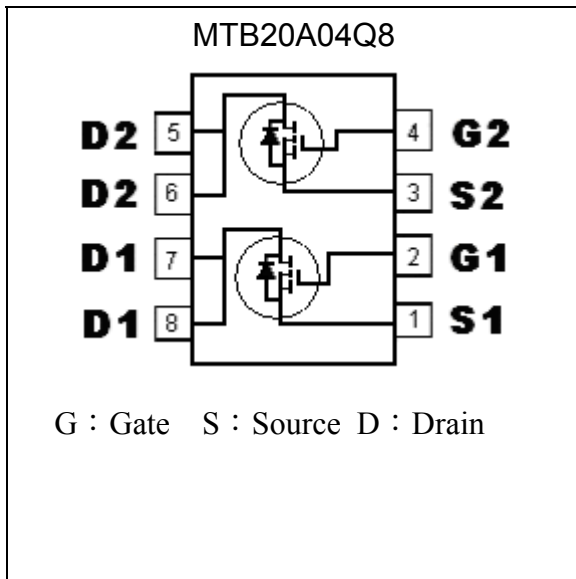 MTB20A04Q8
D2 5 4 G2
D2 6 3 S2
D1 7 2 G1
D1 8 1 S1
G：Gate S：Source D：Drain